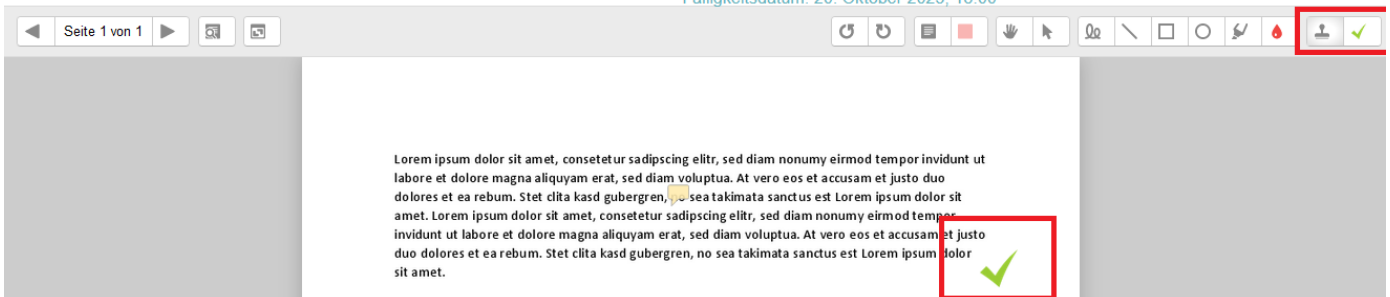 Seite 1 von 1
Lorem ipsum dolor sit amet, consetetur sadipscing elitr, sed diam nonumy eirmod tempor invidunt ut
labore et dolore magna aliquyam erat, sed diam voluptua. At vero eos et accusam et justo duo
dolores et ea rebum. Stet clita kasd gubergren, no sea takimata sanctus est Lorem ipsum dolor sit
amet. Lorem ipsum dolor sit amet, consetetur sadipscing elitr, sed diam nonumy eirmod tempor
invidunt ut labore et dolore magna aliquyam erat, sed diam voluptua. At vero eos et accusam et justo
duo dolores et ea rebum. Stet clita kasd gubergren, no sea takimata sanctus est Lorem ipsum dolor
sit amet.